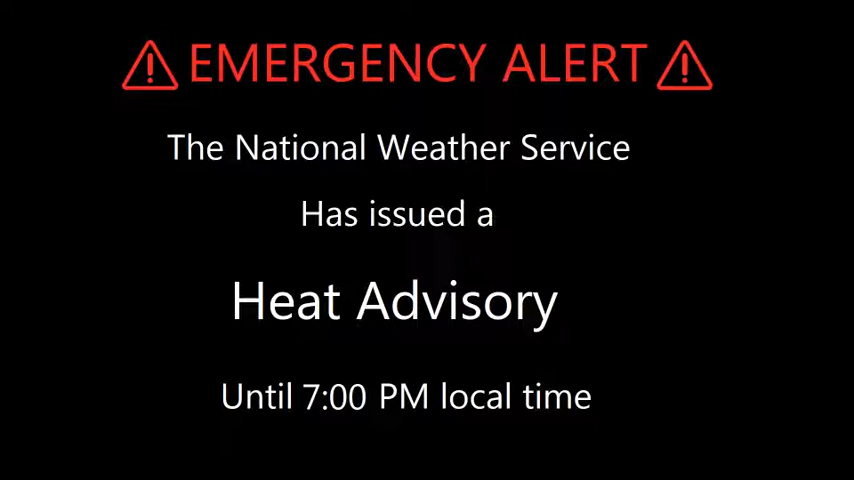 EMERGENCY ALERT
The National Weather Service
Has issued a
Heat Advisory
Until 7:00 PM local time